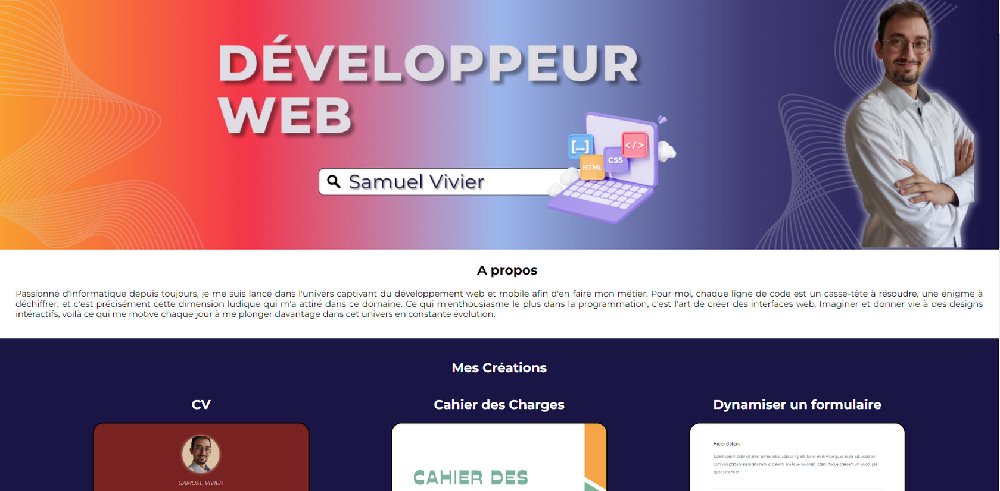 DÉVELOPPEUR
WEB
[...]
</>
CSS
HTML
Samuel Vivier
A propos
Passionné d'informatique depuis toujours, je me suis lancé dans l'univers captivant du développement web et mobile afin d'en faire mon métier. Pour moi, chaque ligne de code est un casse-tête à résoudre, une énigme à
déchiffrer, et c'est précisément cette dimension ludique qui m'a attiré dans ce domaine. Ce qui m'enthousiasme le plus dans la programmation, c'est l'art de créer des interfaces web. Imaginer et donner vie à des designs
intéractifs, voilà ce qui me motive chaque jour à me plonger davantage dans cet univers en constante évolution.
Mes Créations
CV
Cahier des Charges
Dynamiser un formulaire
SAMUEL VIVIER
CAHIER DES
Hector Gibbons
Lorem ipsum dolor sit amet consectetur, adipisicing elit. Iusto, enim vitae quasi culpa est, excepturi
cum voluptatum exercitationem id, deleniti similique maiores! Totam, itaque praesentium quod ipsa
quos ratione et.